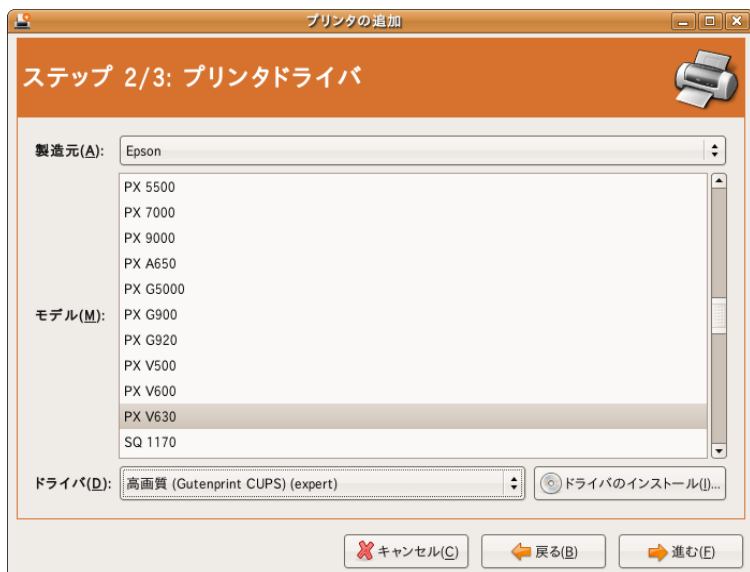 プリンタの追加
ステップ 2/3: プリンタドライバ
製造元(A):
Epson
モデル(M):
PX 5500
PX 7000
PX 9000
PX A650
PX G5000
PX G900
PX G920
PX V500
PX V600
PX V630
SQ 1170
ドライバ(D):
高画質 (Gutenprint CUPS) (expert)
ドライバのインストール(I)...
キャンセル(C)
戻る(B)
進む(F)